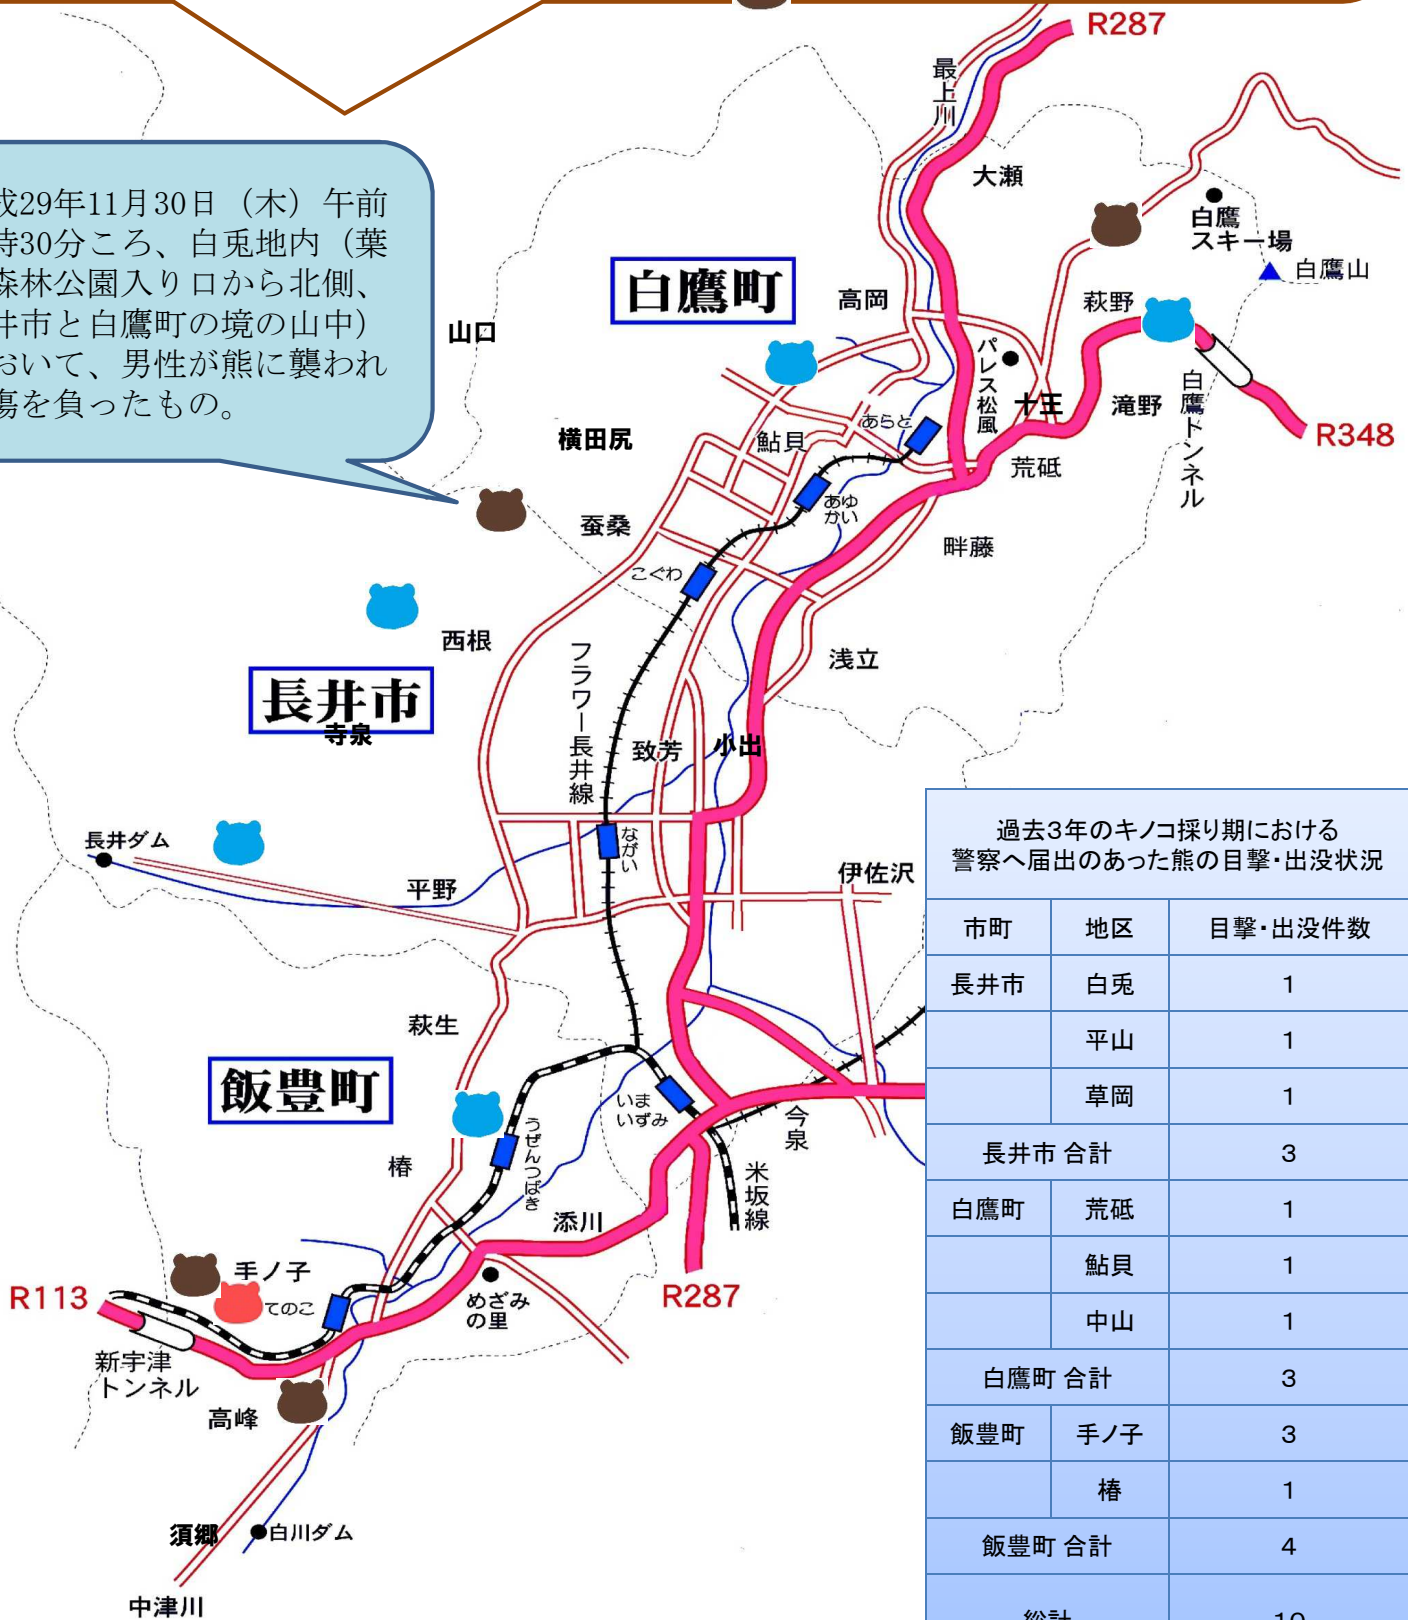 R287
最上川
大瀬
白鷹
スキー場
白鷹山
成29年11月30日（木）午前
時30分ころ、白兎地内（葉
森林公園入り口から北側、
井市と白鷹町の境の山中）
おいて、男性が熊に襲われ
傷を負ったもの。
白鷹町
高岡
萩野
山口
パレス松風
十王
滝野
白鷹トンネル
R348
横田尻
鮎貝
あらと
荒砥
あゆ
かい
蚕桑
畔藤
こぐわ
西根
フラワー長井線
浅立
長井市
寺泉
致芳
小出
長井ダム
ながい
平野
伊佐沢
萩生
飯豊町
いま
いずみ
今泉
うぜんつばき
椿
米坂線
添川
手ノ子
てのこ
R113
めざみ
の里
R287
新宇津
トンネル
高峰
須郷
白川ダム
中津川
過去3年のキノコ採り期における
警察へ届出のあった熊の目撃・出没状況
市町 地区 目撃・出没件数
長井市 白兎 1
平山 1
草岡 1
長井市 合計 3
白鷹町 荒砥 1
鮎貝 1
中山 1
白鷹町 合計 3
飯豊町 手ノ子 3
椿 1
飯豊町 合計 4
総計 10